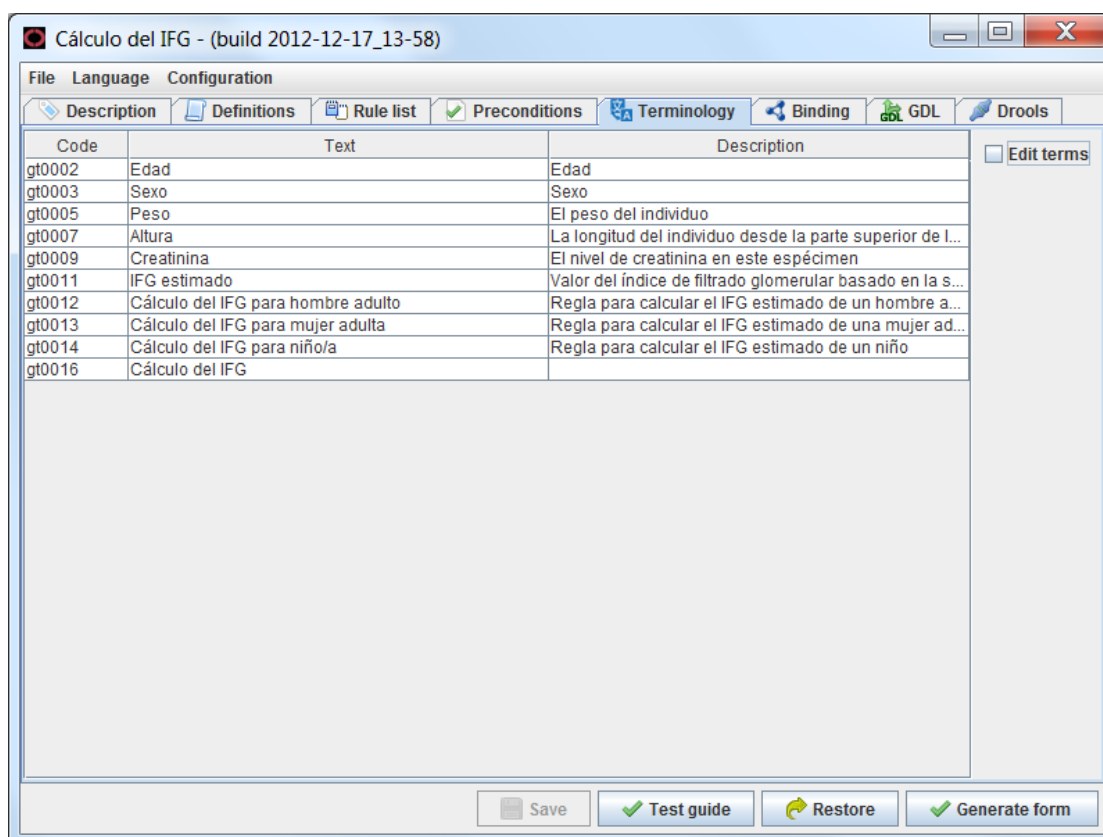 Cálculo del IFG - (build 2012-12-17_13-58)
File Language Configuration
Description Definitions Rule list Preconditions Terminology Binding GDL Drools
Code Text Description
Edit terms
gt0002 Edad Edad
gt0003 Sexo Sexo
gt0005 Peso El peso del individuo
gt0007 Altura La longitud del individuo desde la parte superior de l...
gt0009 Creatinina El nivel de creatinina en este espécimen
gt0011 IFG estimado Valor del índice de filtrado glomerular basado en la s...
gt0012 Cálculo del IFG para hombre adulto Regla para calcular el IFG estimado de un hombre a...
gt0013 Cálculo del IFG para mujer adulta Regla para calcular el IFG estimado de una mujer ad...
gt0014 Cálculo del IFG para niño/a Regla para calcular el IFG estimado de un niño
gt0016 Cálculo del IFG
Save Test guide Restore Generate form